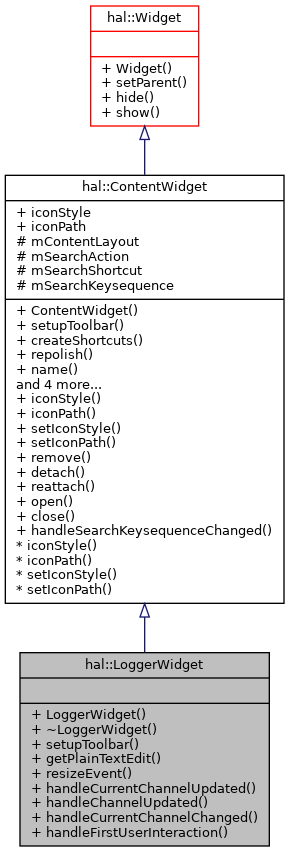 hal::Widget
+ Widget()
+ setParent()
+ hide()
+ show()
hal::ContentWidget
+ iconStyle
+ iconPath
# mContentLayout
# mSearchAction
# mSearchShortcut
# mSearchKeysequence
+ ContentWidget()
+ setupToolbar()
+ createShortcuts()
+ repolish()
+ name()
and 4 more...
+ iconStyle()
+ iconPath()
+ setIconStyle()
+ setIconPath()
+ remove()
+ detach()
+ reattach()
+ open()
+ close()
+ handleSearchKeysequenceChanged()
* iconStyle()
* iconPath()
* setIconStyle()
* setIconPath()
hal::LoggerWidget
+ LoggerWidget()
+ ~LoggerWidget()
+ setupToolbar()
+ getPlainTextEdit()
+ resizeEvent()
+ handleCurrentChannelUpdated()
+ handleChannelUpdated()
+ handleCurrentChannelChanged()
+ handleFirstUserInteraction()